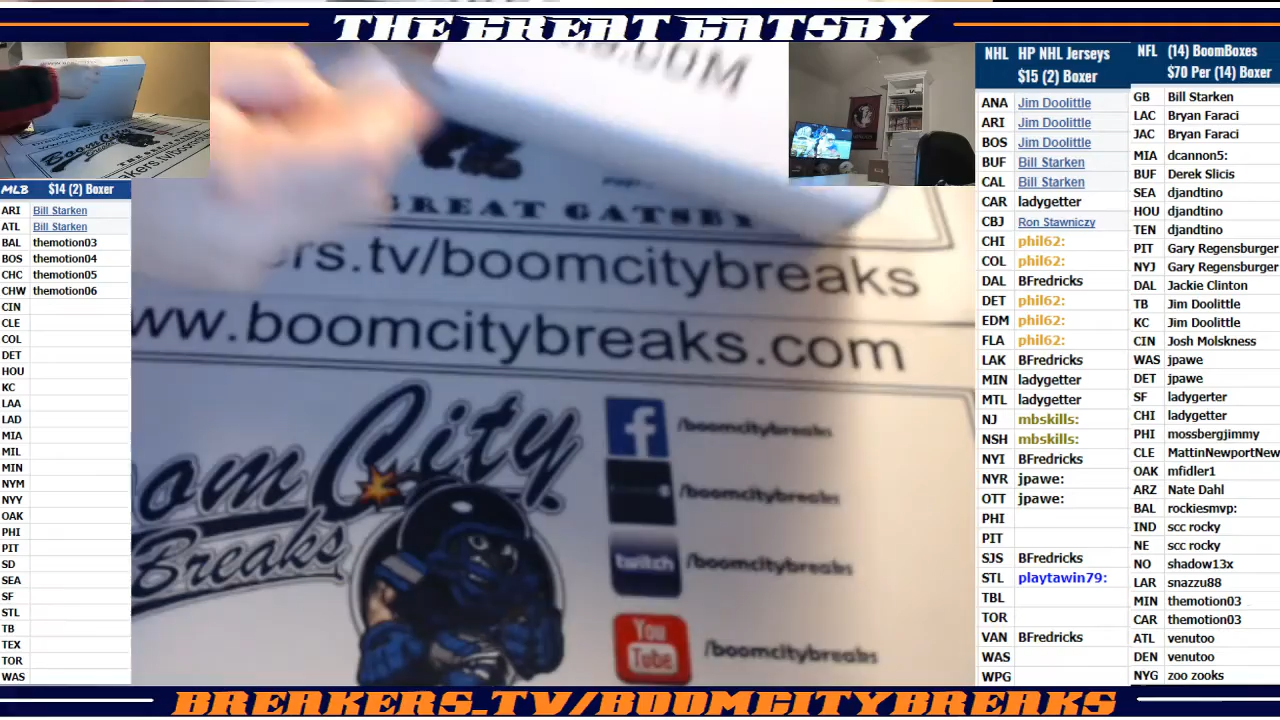 THE GREAT GATSBY
NHL HP NHL Jerseys
$15 (2) Boxer
ANA Jim Doolittle
ARI Jim Doolittle
BOS Jim Doolittle
BUF Bill Starken
CAL Bill Starken
CAR ladygetter
CBJ Ron Stawniczy
CHI phil62:
COL phil62:
DAL BFredricks
DET phil62:
EDM phil62:
FLA phil62:
LAK BFredricks
MIN ladygetter
MTL ladygetter
NJ mbskills:
NSH mbskills:
NYI BFredricks
NYR jpawe:
OTT jpawe:
PHI
PIT
SJS BFredricks
STL playtawin79:
TBL
TOR
VAN BFredricks
WAS
WPG
NFL (14) BoomBoxes
$70 Per (14) Boxer
GB Bill Starken
LAC Bryan Faraci
JAC Bryan Faraci
MIA dcannon5:
BUF Derek Slicis
SEA djandtino
HOU djandtino
TEN djandtino
PIT Gary Regensburger
NYJ Gary Regensburger
DAL Jackie Clinton
TB Jim Doolittle
KC Jim Doolittle
CIN Josh Molskness
WAS jpawe
DET jpawe
SF ladygerter
CHI ladygetter
PHI mossbergjimmy
CLE MattinNewportNew
OAK mfidler1
ARZ Nate Dahl
BAL rockiesmvp:
IND scc rocky
NE scc rocky
NO shadow13x
LAR snazzu88
MIN themotion03
CAR themotion03
ATL venutoo
DEN venutoo
NYG zoo zooks
MLB $14 (2) Boxer
ARI Bill Starken
ATL Bill Starken
BAL themotion03
BOS themotion04
CHC themotion05
CHW themotion06
CIN
CLE
COL
DET
HOU
KC
LAA
LAD
MIA
MIL
MIN
NYM
NYY
OAK
PHI
PIT
SD
SEA
SF
STL
TB
TEX
TOR
WAS
.COM
GREAT GATSBY
ers.tv/boomcitybreaks
ww.boomcitybreaks.com
oom City
Breaks
f /boomcitybreaks
/boomcitybreaks
twitch /boomcitybreaks
You Tube /boomcitybreaks
BREAKERS.TV/BOOMCITYBREAKS